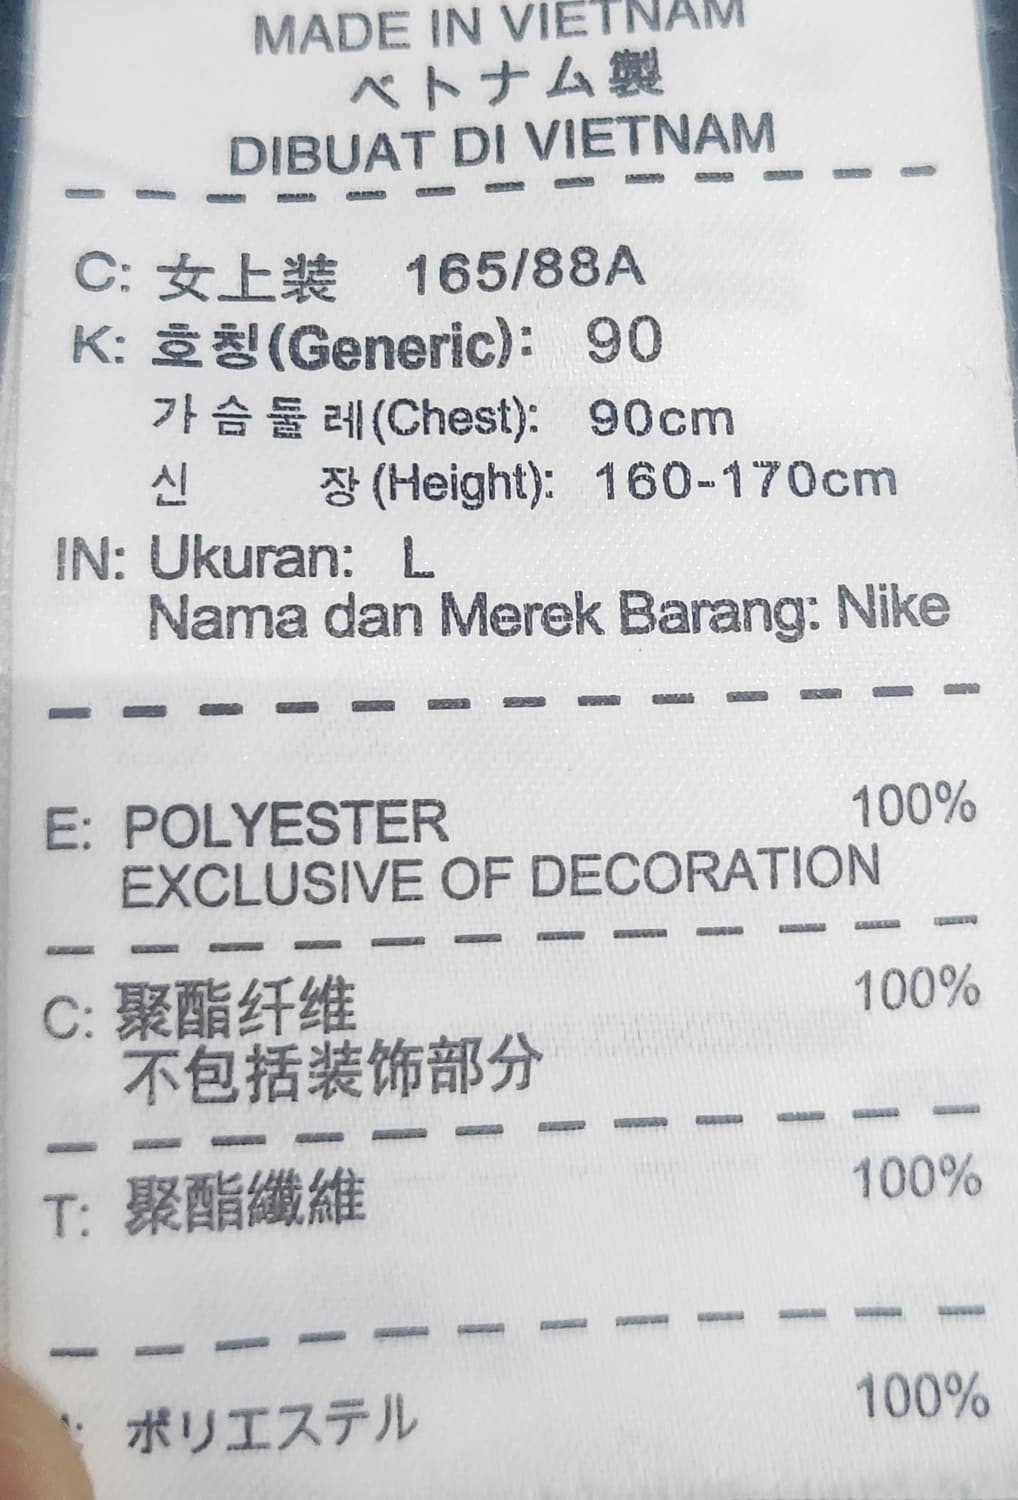 MADE IN VIETNAM
ベトナム製
DIBUAT DI VIETNAM
C: 女上装 165/88A
K: 호칭(Generic): 90
가슴둘레(Chest): 90cm
신 장(Height): 160-170cm
IN: Ukuran: L
Nama dan Merek Barang: Nike
E: POLYESTER 100%
EXCLUSIVE OF DECORATION
C: 聚酯纤维 100%
不包括装饰部分
T: 聚酯纖維 100%
ポリエステル 100%